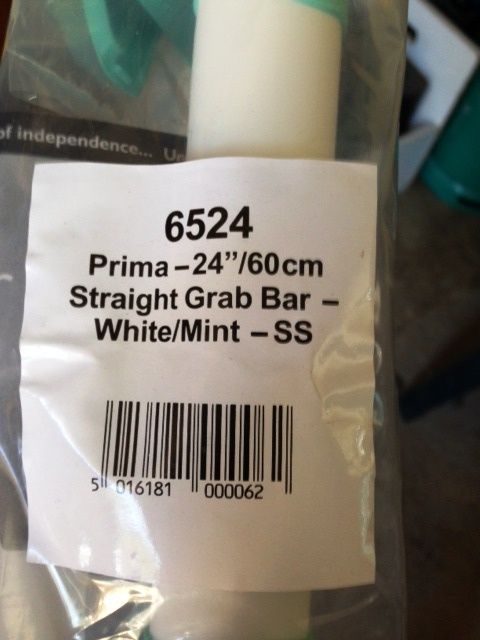 of independence...
6524
Prima – 24”/60cm
Straight Grab Bar –
White/Mint – SS
5 016181 000062